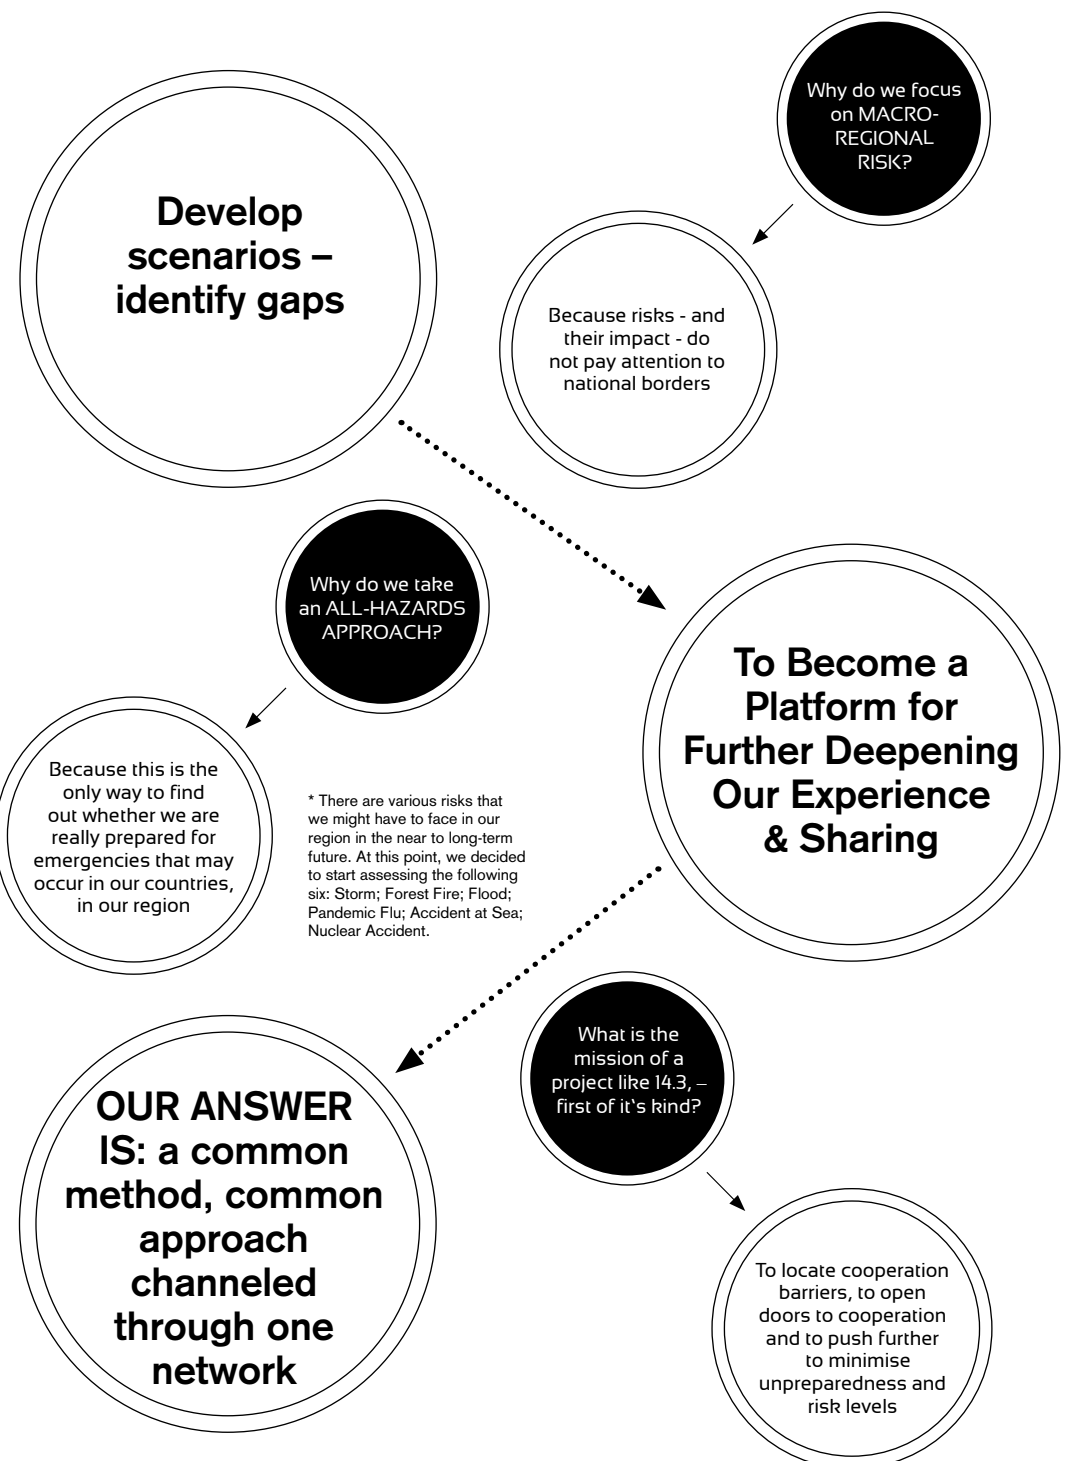 Why do we focus
on MACRO-
REGIONAL
RISK?
Develop
scenarios –
identify gaps
Because risks - and
their impact - do
not pay attention to
national borders
Why do we take
an ALL-HAZARDS
APPROACH?
To Become a
Platform for
Further Deepening
Our Experience
& Sharing
Because this is the
only way to find
out whether we are
really prepared for
emergencies that may
occur in our countries,
in our region
* There are various risks that
we might have to face in our
region in the near to long-term
future. At this point, we decided
to start assessing the following
six: Storm; Forest Fire; Flood;
Pandemic Flu; Accident at Sea;
Nuclear Accident.
What is the
mission of a
project like 14.3, –
first of it‘s kind?
OUR ANSWER
IS: a common
method, common
approach
channeled
through one
network
To locate cooperation
barriers, to open
doors to cooperation
and to push further
to minimise
unpreparedness and
risk levels